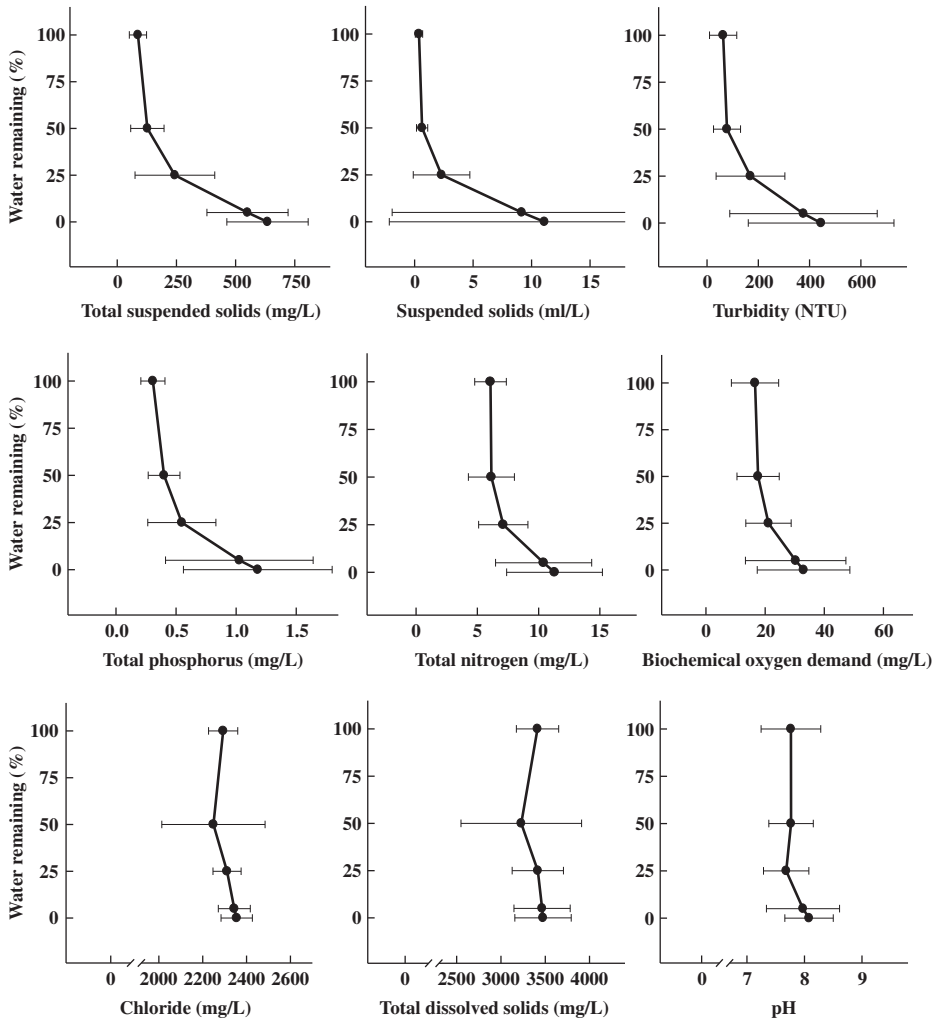 Water remaining (%)
100
75
50
25
0
0 250 500 750
Total suspended solids (mg/L)
100
75
50
25
0
0 5 10 15
Suspended solids (ml/L)
100
75
50
25
0
0 200 400 600
Turbidity (NTU)
Water remaining (%)
100
75
50
25
0
0.0 0.5 1.0 1.5
Total phosphorus (mg/L)
100
75
50
25
0
0 5 10 15
Total nitrogen (mg/L)
100
75
50
25
0
0 20 40 60
Biochemical oxygen demand (mg/L)
Water remaining (%)
100
75
50
25
0
0 2000 2200 2400 2600
Chloride (mg/L)
100
75
50
25
0
0 2500 3000 3500 4000
Total dissolved solids (mg/L)
100
75
50
25
0
0 7 8 9
pH